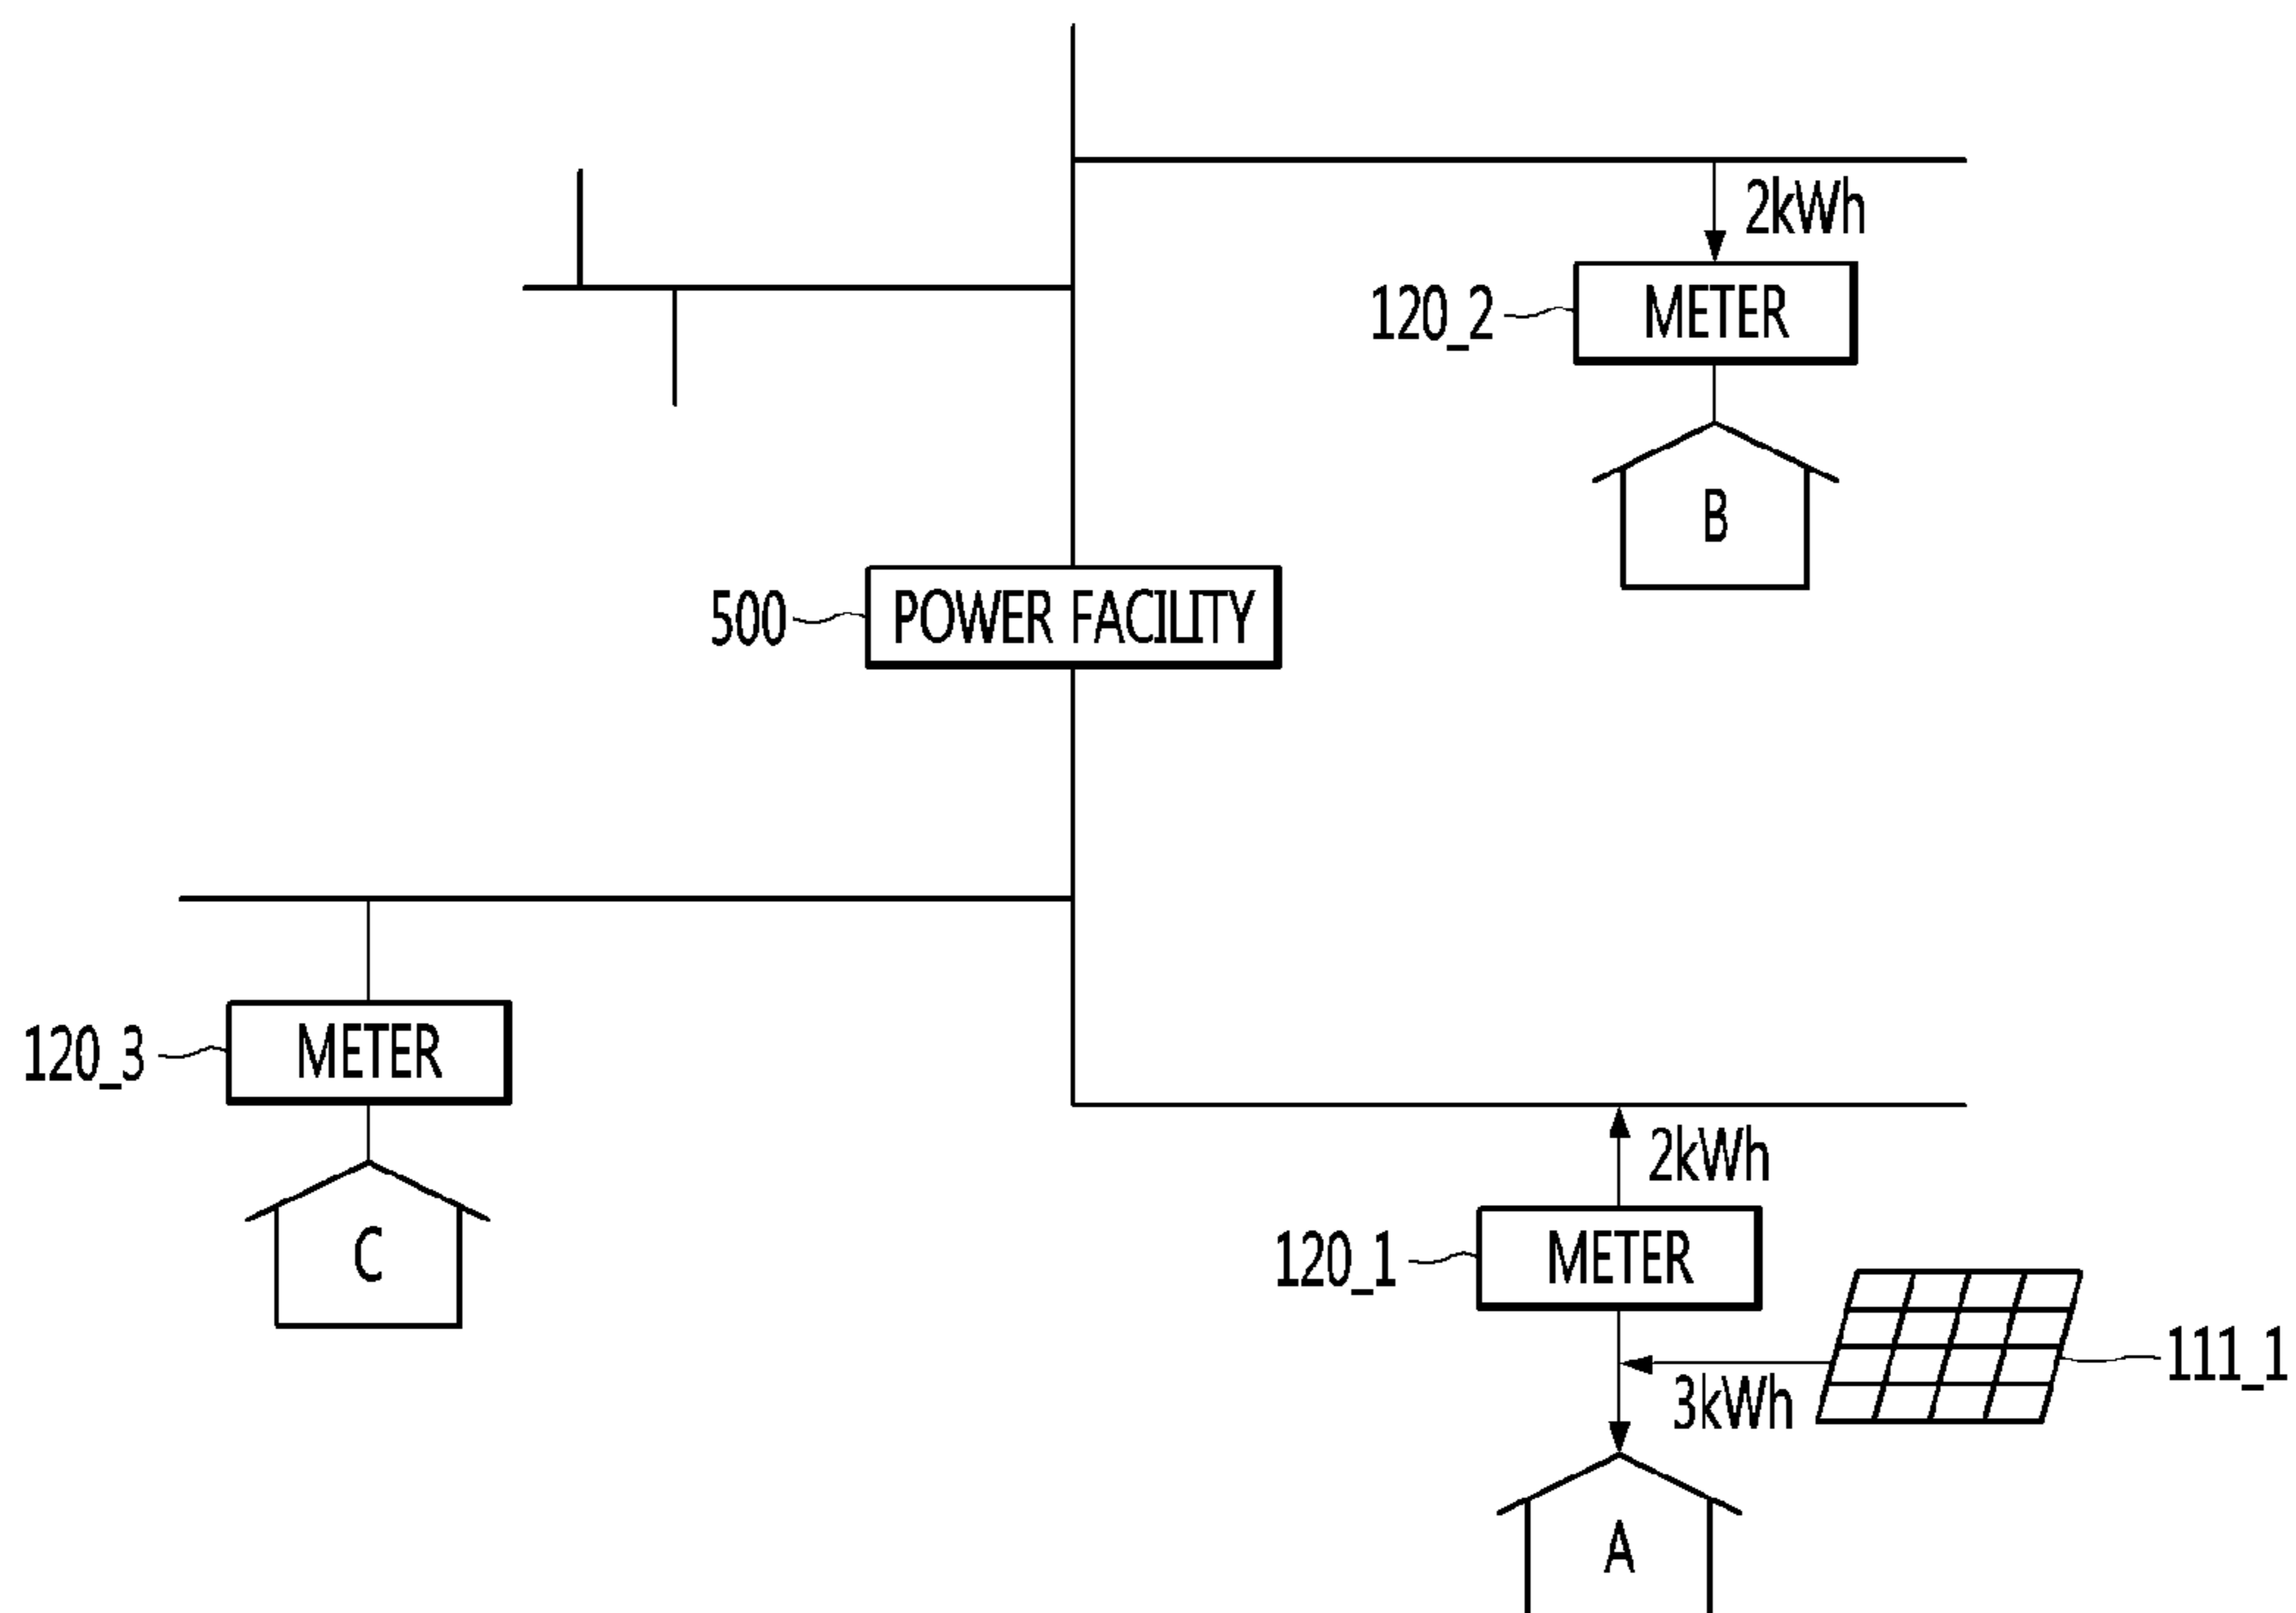 2kWh
120_2 METER
B
500 POWER FACILITY
120_3 METER
2kWh
C
120_1 METER
111_1
3kWh
A